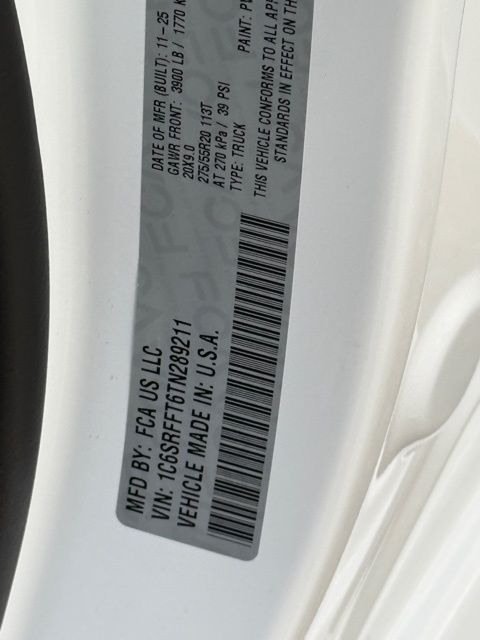 MFD BY: FCA US LLC
DATE OF MFR (BUILT): 11-25
VIN: 1C6SRFFT6TN289211
GAWR FRONT: 3900 LB / 1770 K
VEHICLE MADE IN: U.S.A.
20X9.0
275/55R20 113T
AT 270 kPa / 39 PSI
TYPE: TRUCK
PAINT:
THIS VEHICLE CONFORMS TO ALL
STANDARDS IN EFFECT ON